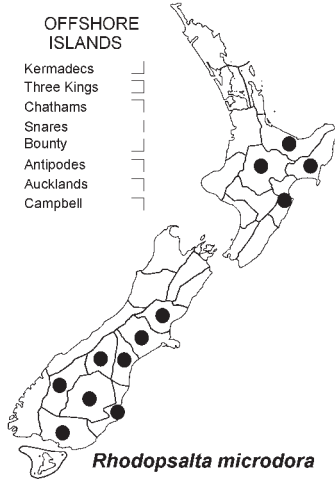 OFFSHORE
ISLANDS
Kermadecs
Three Kings
Chathams
Snares
Bounty
Antipodes
Aucklands
Campbell
Rhodopsalta microdora